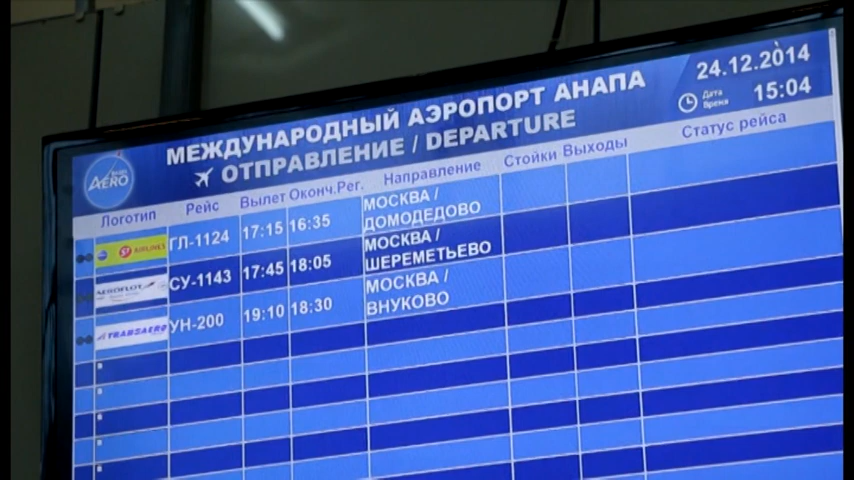 МЕЖДУНАРОДНЫЙ АЭРОПОРТ АНАПА
ОТПРАВЛЕНИЕ / DEPARTURE
24.12.2014
Дата
Время
15:04
AERO
Логотип Рейс Вылет Оконч.Рег. Направление Стойки Выходы Статус рейса
AIRLINES ГЛ-1124 17:15 16:35 МОСКВА /
ДОМОДЕДОВО
AEROFLOT СУ-1143 17:45 18:05 МОСКВА /
ШЕРЕМЕТЬЕВО
TRANSAERO УН-200 19:10 18:30 МОСКВА /
ВНУКОВО